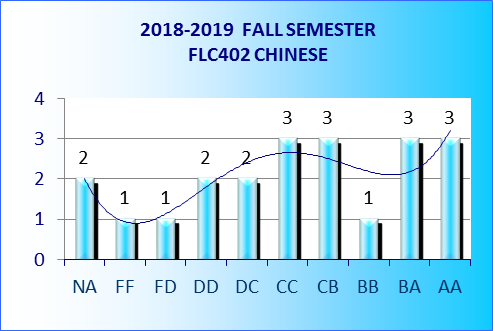 2018-2019 FALL SEMESTER
FLC402 CHINESE
4
3
2
1
0
2 1 1 2 2 3 3 1 3 3
NA FF FD DD DC CC CB BB BA AA